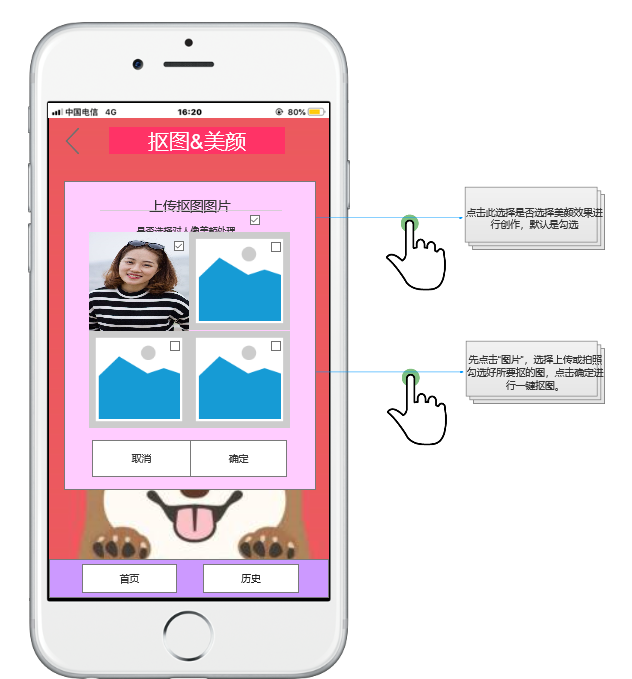 中国电信 4G 16:20 80%
抠图&美颜
上传抠图图片
是否选择对人像美颜处理
取消 确定
首页 历史
点击此选择是否选择美颜效果进
行创作，默认是勾选
先点击“图片”，选择上传或拍照
勾选好所要抠的图，点击确定进
行一键抠图。